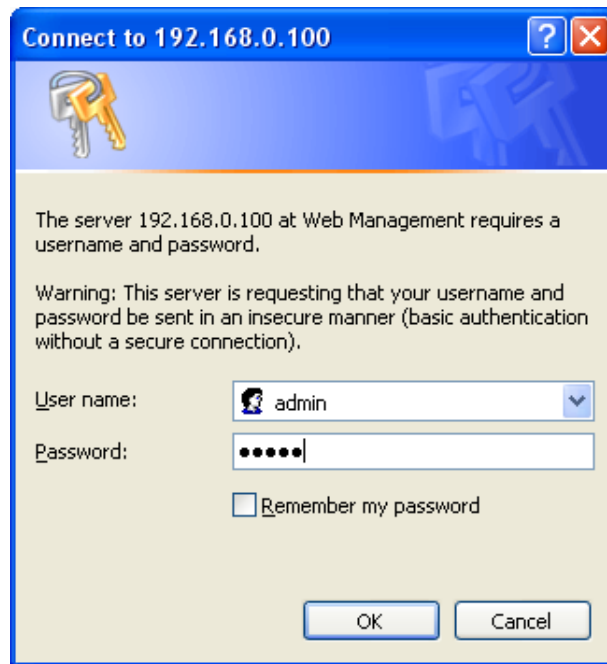 Connect to 192.168.0.100
The server 192.168.0.100 at Web Management requires a
username and password.
Warning: This server is requesting that your username and
password be sent in an insecure manner (basic authentication
without a secure connection).
User name: admin
Password: •••••
Remember my password
OK Cancel